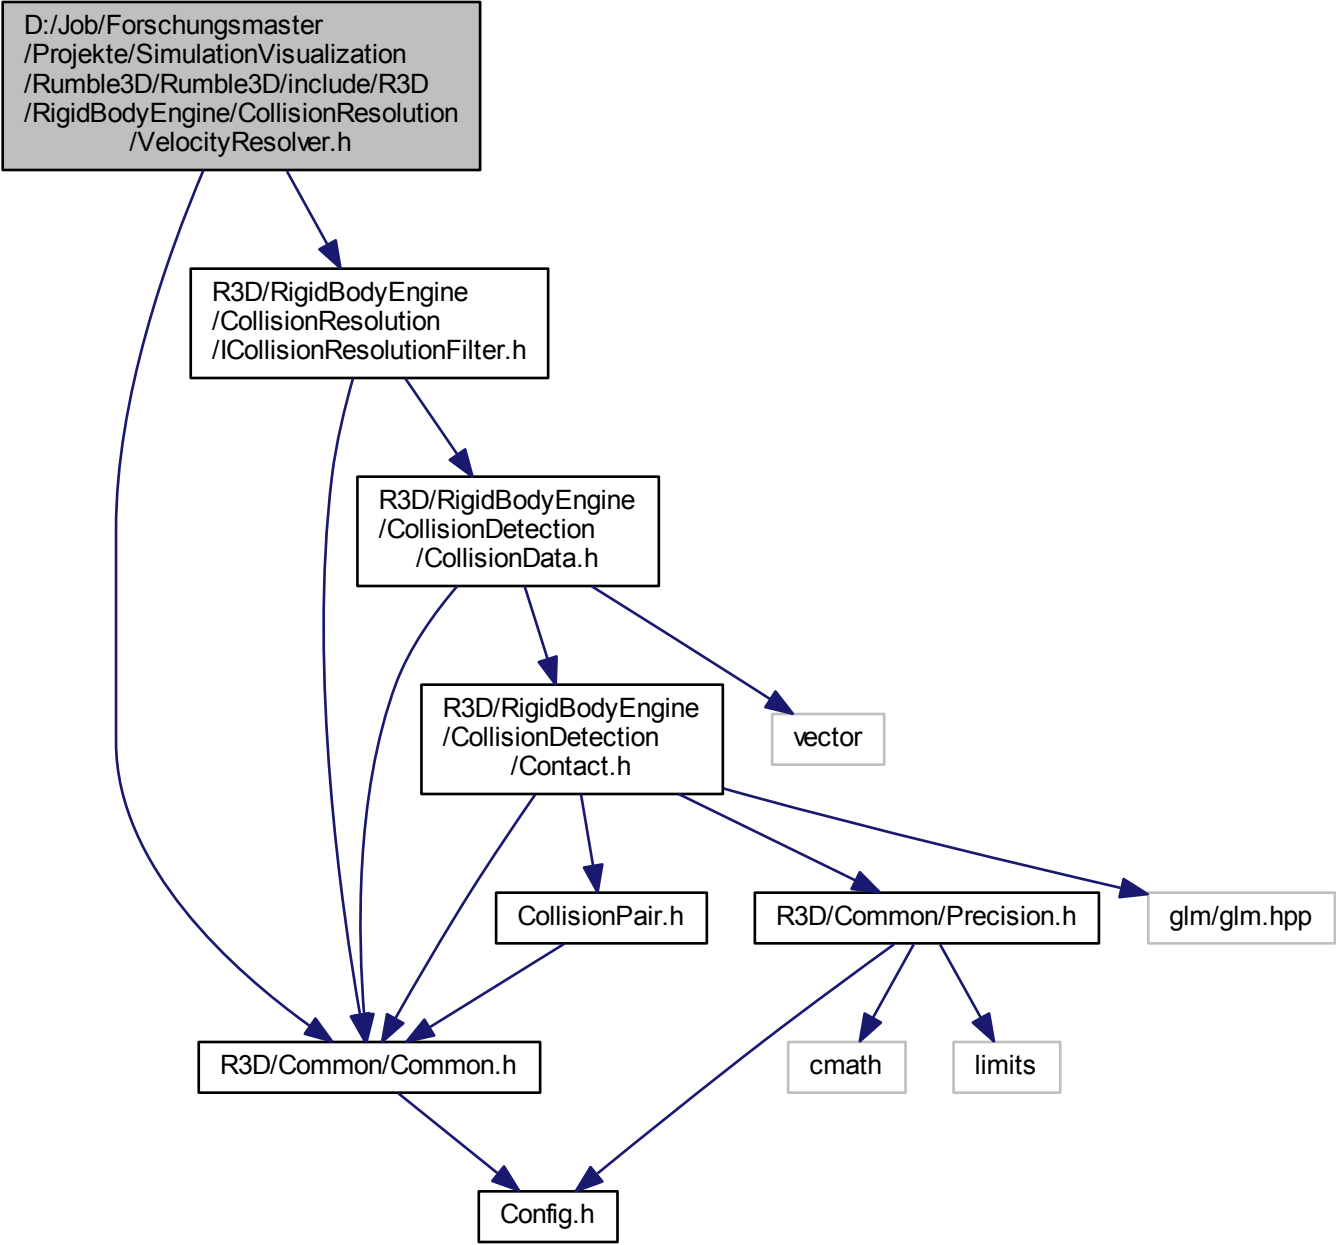 D:/Job/Forschungsmaster
/Projekte/SimulationVisualization
/Rumble3D/Rumble3D/include/R3D
/RigidBodyEngine/CollisionResolution
/VelocityResolver.h
R3D/RigidBodyEngine
/CollisionResolution
/ICollisionResolutionFilter.h
R3D/RigidBodyEngine
/CollisionDetection
/CollisionData.h
R3D/RigidBodyEngine
/CollisionDetection
/Contact.h
vector
CollisionPair.h
R3D/Common/Precision.h
glm/glm.hpp
R3D/Common/Common.h
cmath
limits
Config.h